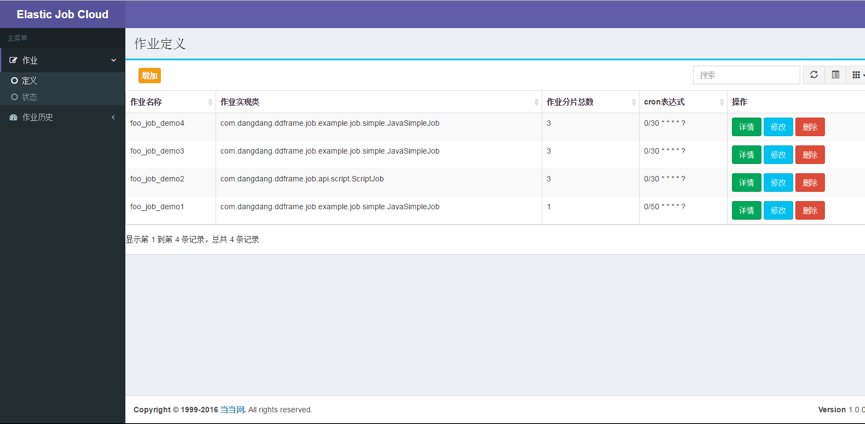 Elastic Job Cloud
主菜单
作业
定义
状态
作业历史
作业定义
增加
搜索
作业名称 作业实现类 作业分片总数 cron表达式 操作
foo_job_demo4 com.dangdang.ddframe.job.example.job.simple.JavaSimpleJob 3 0/30 * * * * ? 详情 修改 删除
foo_job_demo3 com.dangdang.ddframe.job.example.job.simple.JavaSimpleJob 3 0/30 * * * * ? 详情 修改 删除
foo_job_demo2 com.dangdang.ddframe.job.api.script.ScriptJob 3 0/30 * * * * ? 详情 修改 删除
foo_job_demo1 com.dangdang.ddframe.job.example.job.simple.JavaSimpleJob 1 0/50 * * * * ? 详情 修改 删除
显示第 1 到第 4 条记录，总共 4 条记录
Copyright © 1999-2016 当当网. All rights reserved. Version 1.0.0